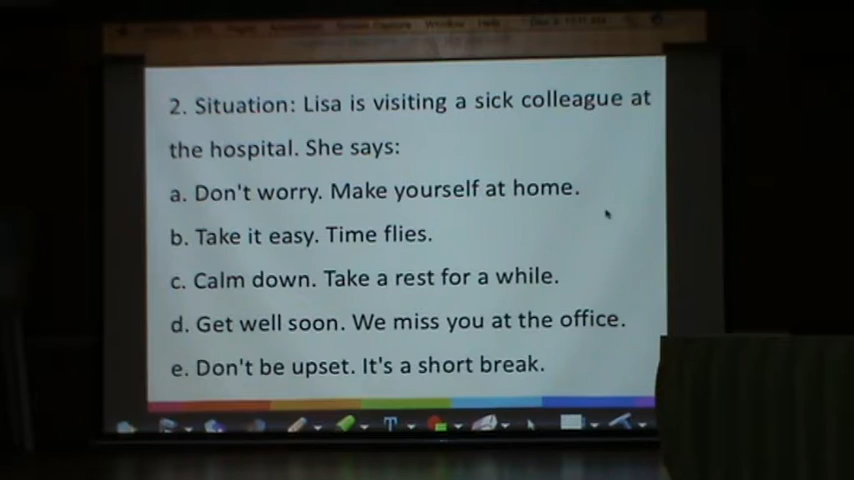 2. Situation: Lisa is visiting a sick colleague at
the hospital. She says:
a. Don't worry. Make yourself at home.
b. Take it easy. Time flies.
c. Calm down. Take a rest for a while.
d. Get well soon. We miss you at the office.
e. Don't be upset. It's a short break.
T